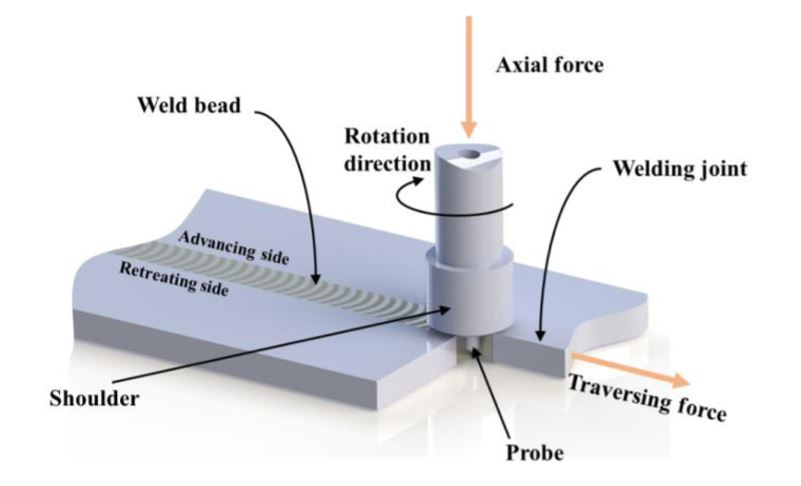 Axial force
Weld bead
Rotation
direction
Welding joint
Advancing side
Retreating side
Shoulder
Traversing force
Probe